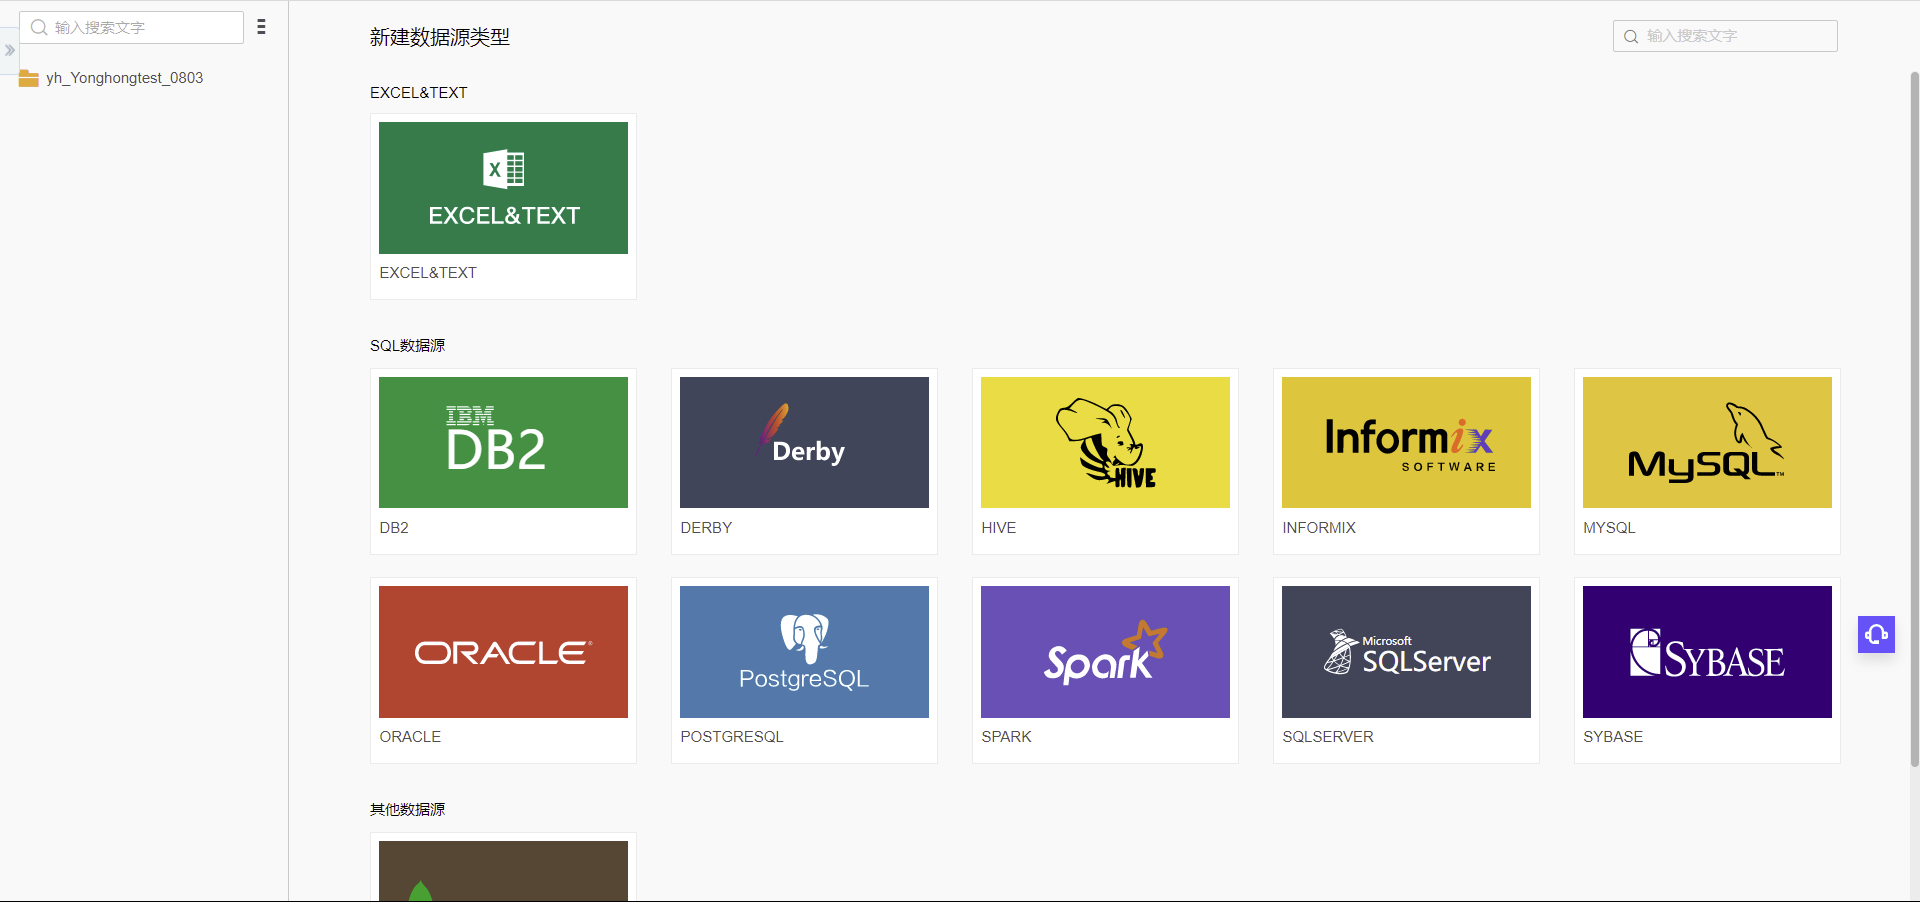 输入搜索文字
yh_Yonghongtest_0803
新建数据源类型
输入搜索文字
EXCEL&TEXT
EXCEL&TEXT
EXCEL&TEXT
SQL数据源
IBM
DB2
DB2
Derby
DERBY
HIVE
HIVE
Informix
SOFTWARE
INFORMIX
MySQL™
MYSQL
ORACLE®
ORACLE
PostgreSQL
POSTGRESQL
Spark
SPARK
Microsoft
SQLServer
SQLSERVER
SYBASE
SYBASE
其他数据源